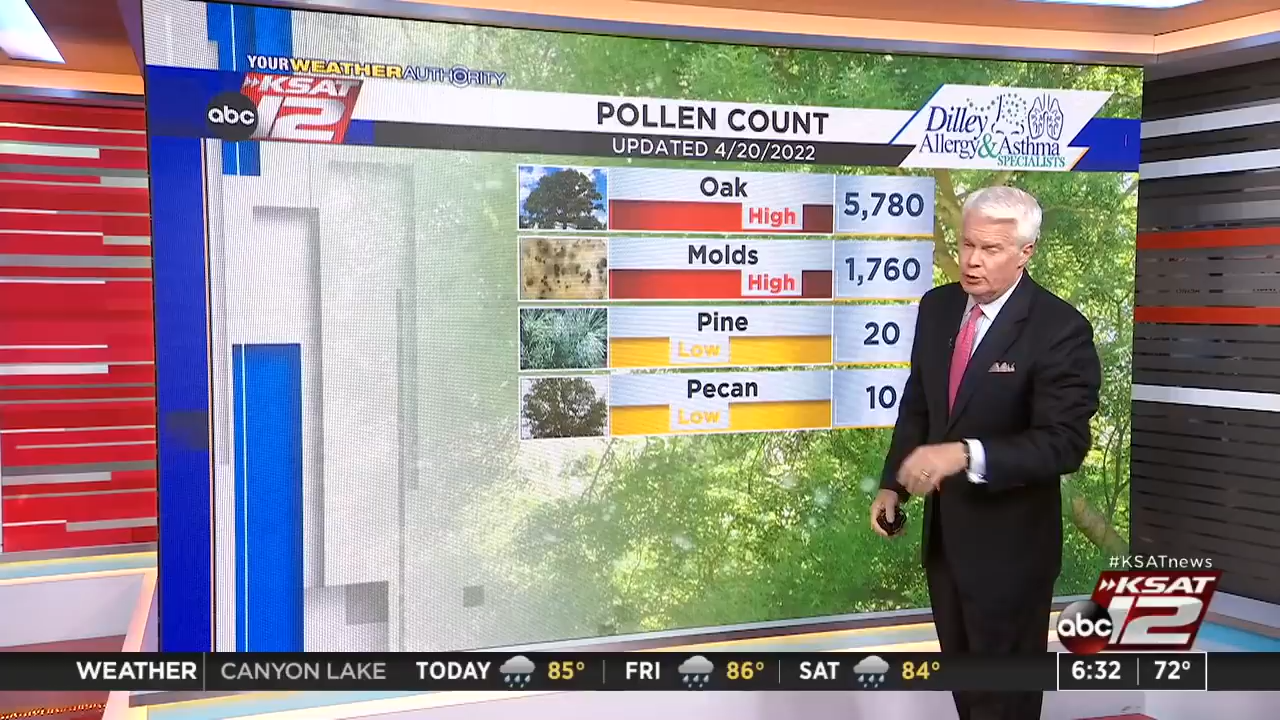 YOUR WEATHER AUTHORITY
KSAT
abc 12
POLLEN COUNT
UPDATED 4/20/2022
Dilley
Allergy & Asthma
SPECIALISTS
Oak
High
5,780
Molds
High
1,760
Pine
Low
20
Pecan
Low
10
#KSATnews
KSAT
abc 12
WEATHER CANYON LAKE TODAY 85° FRI 86° SAT 84° 6:32 72°